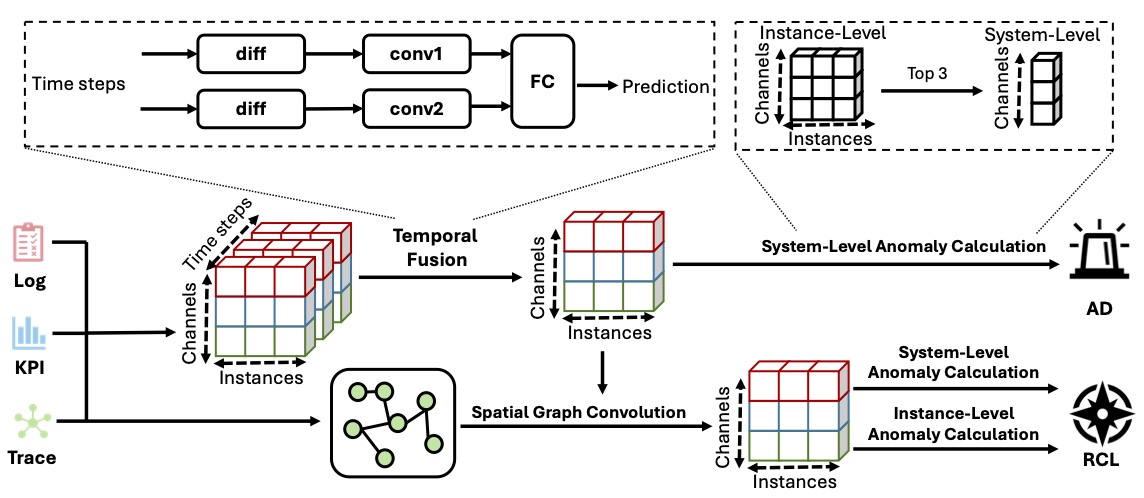 Time steps
diff
conv1
diff
conv2
FC
Prediction
Instance-Level
System-Level
Channels
Top 3
Channels
Instances
Log
KPI
Trace
Time steps
Channels
Instances
Temporal
Fusion
Channels
Instances
System-Level Anomaly Calculation
AD
Spatial Graph Convolution
Channels
Instances
System-Level
Anomaly Calculation
Instance-Level
Anomaly Calculation
RCL